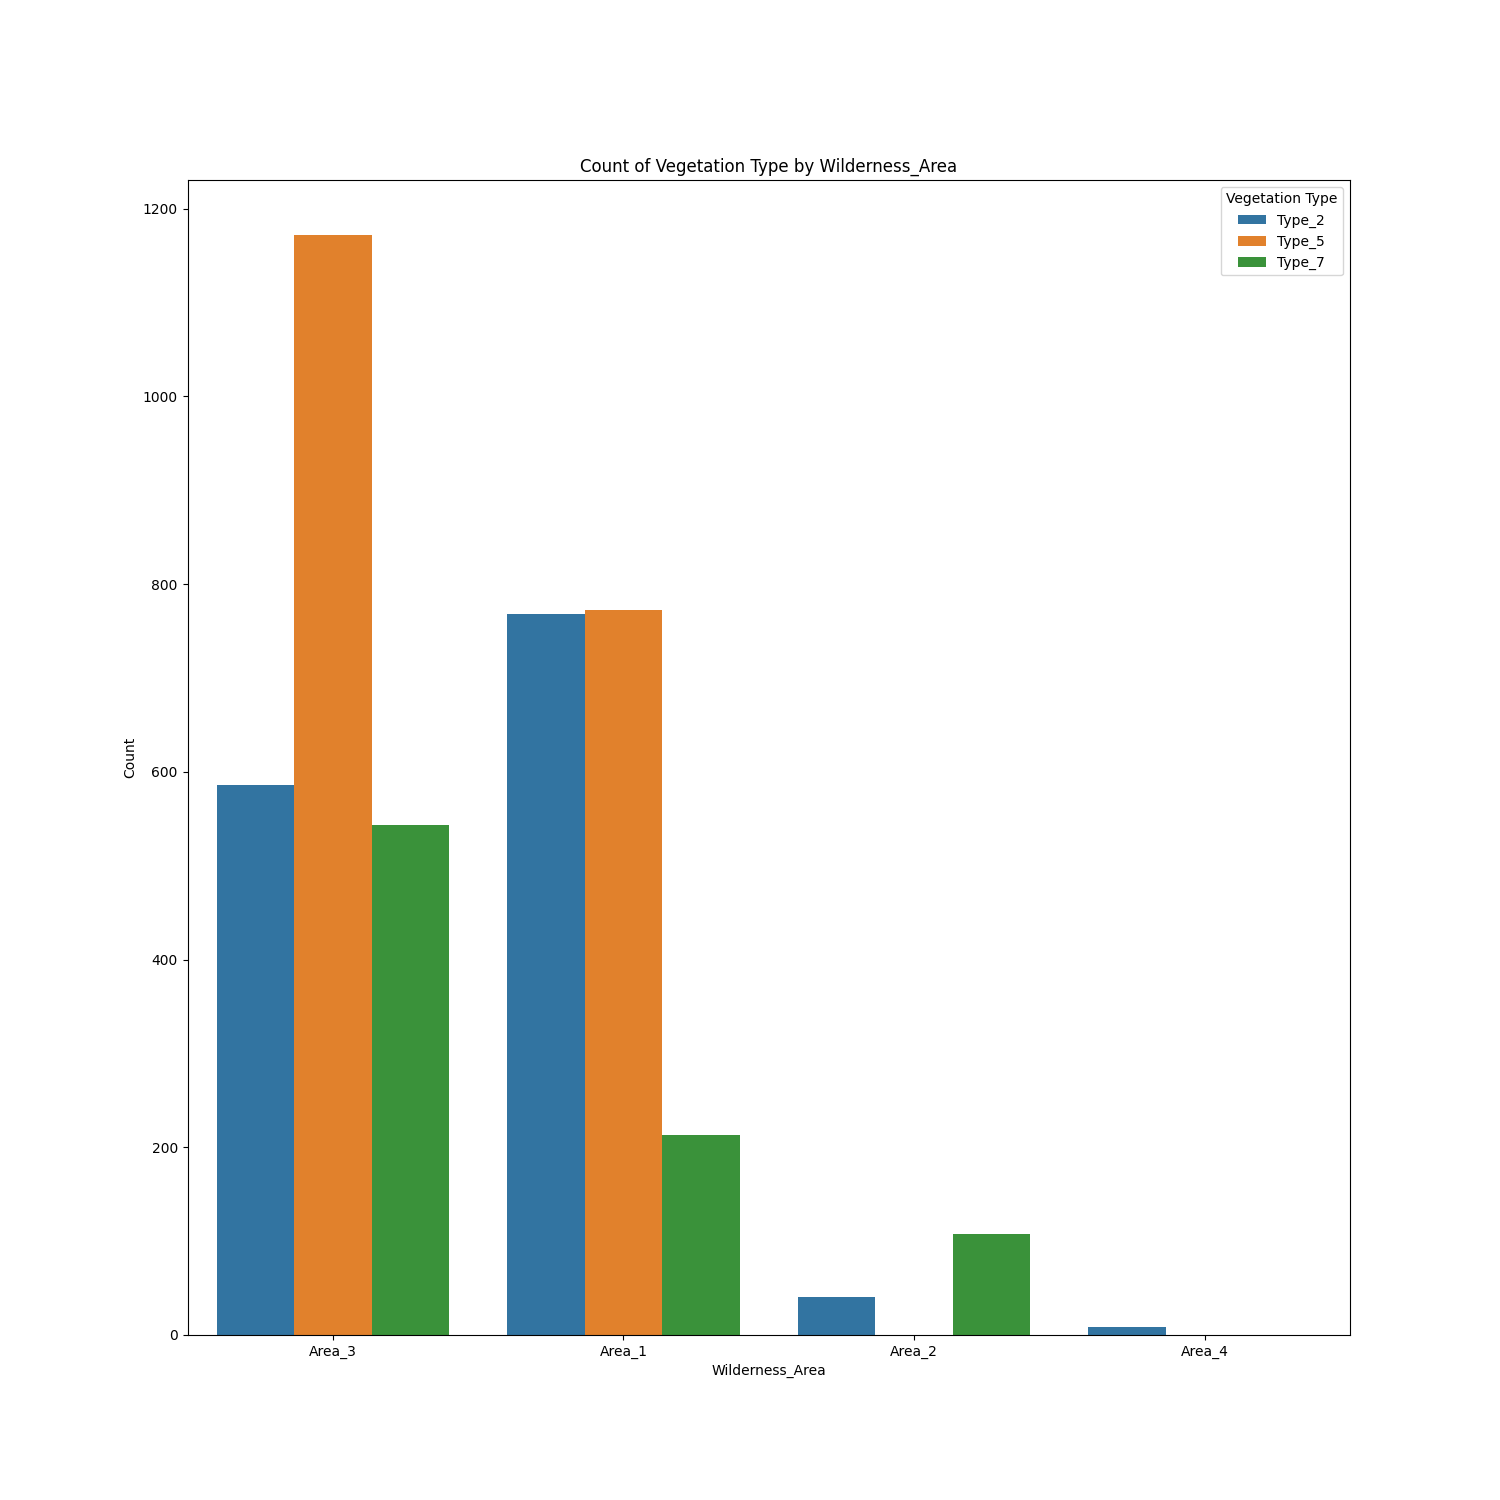 Count of Vegetation Type by Wilderness_Area
Vegetation Type
Type_2
Type_5
Type_7
1200
1000
800
600
400
200
0
Count
Area_3
Area_1
Area_2
Area_4
Wilderness_Area